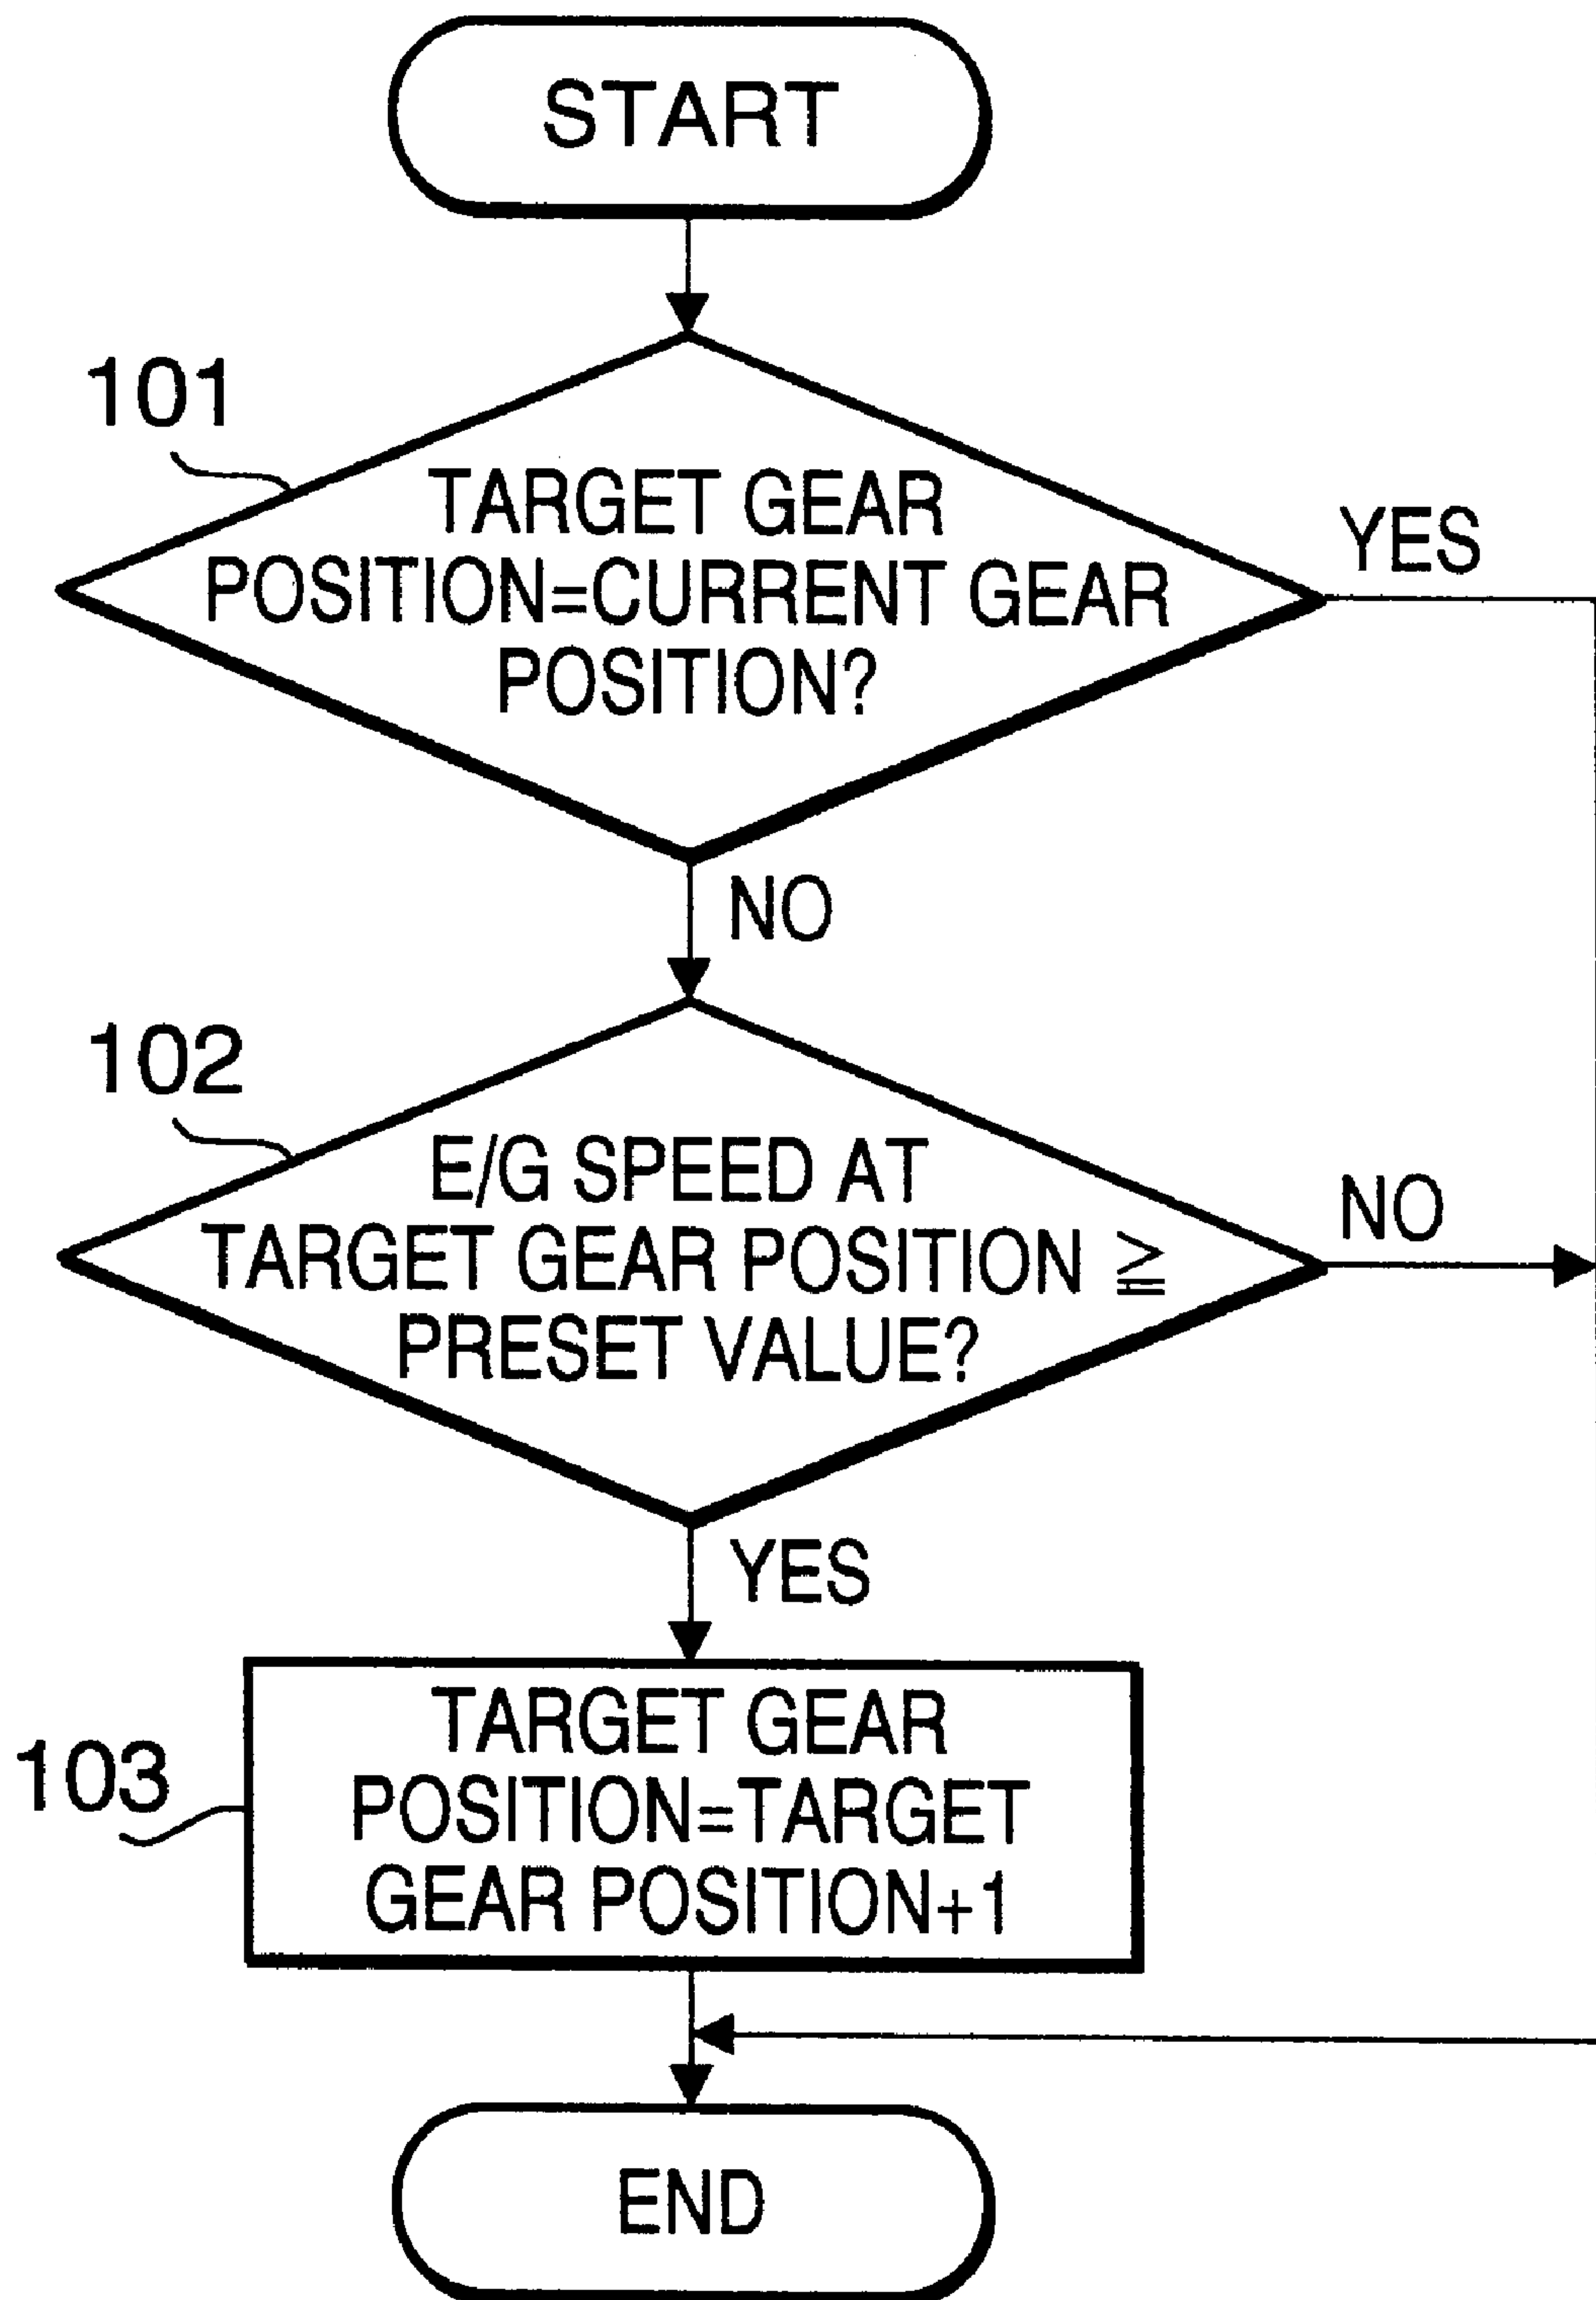 START
101
TARGET GEAR
POSITION=CURRENT GEAR
POSITION?
YES
NO
102
E/G SPEED AT
TARGET GEAR POSITION ≧
PRESET VALUE?
NO
YES
103
TARGET GEAR
POSITION=TARGET
GEAR POSITION+1
END